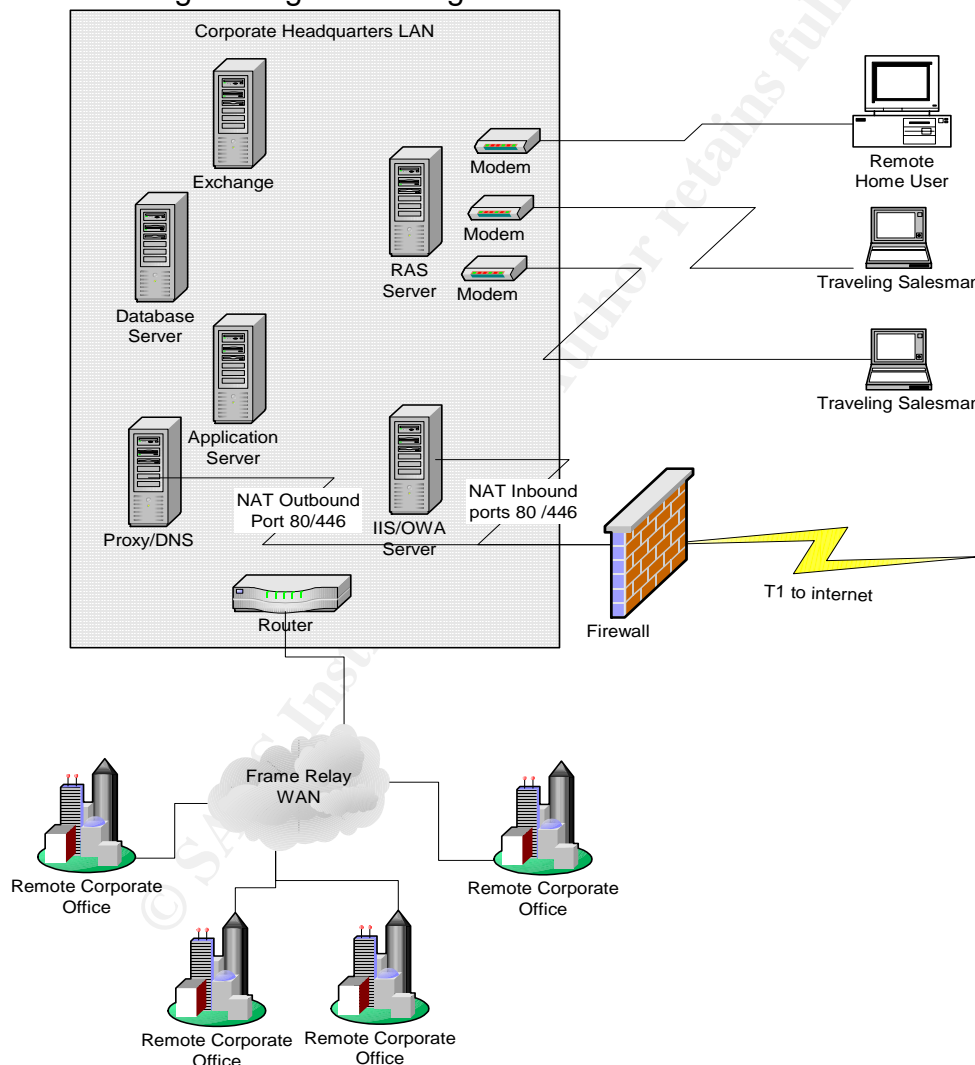 Corporate Headquarters LAN
Exchange
Modem
Remote
Home User
Modem
RAS
Server
Modem
Traveling Salesman
Database
Server
Traveling Salesman
Application
Server
NAT Outbound
Port 80/446
NAT Inbound
ports 80 /446
Proxy/DNS
IIS/OWA
Server
T1 to internet
Firewall
Router
Frame Relay
WAN
Remote Corporate
Office
Remote Corporate
Office
Remote Corporate
Office
Remote Corporate
Office